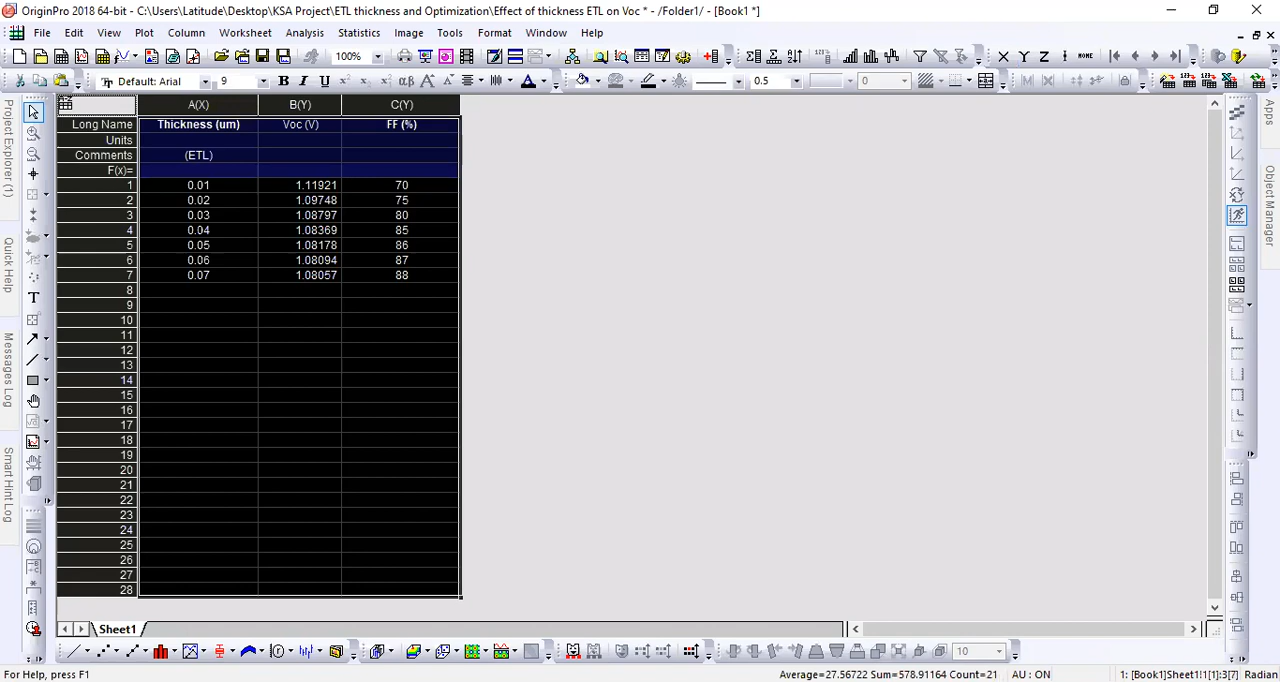 OriginPro 2018 64-bit - C:\Users\Latitude\Desktop\KSA Project\ETL thickness and Optimization\Effect of thickness ETL on Voc * - /Folder1/ - [Book1 *]
File Edit View Plot Column Worksheet Analysis Statistics Image Tools Format Window Help
100%
Default: Arial 9 B I U αβ A A A 0.5 0
X Y Z HOME
Project Explorer (1)
Quick Help
Messages Log
Smart Hint Log
Apps
Object Manager
A(X) B(Y) C(Y)
Long Name Thickness (um) Voc (V) FF (%)
Units
Comments (ETL)
F(x)=
1 0.01 1.11921 70
2 0.02 1.09748 75
3 0.03 1.08797 80
4 0.04 1.08369 85
5 0.05 1.08178 86
6 0.06 1.08094 87
7 0.07 1.08057 88
8
9
10
11
12
13
14
15
16
17
18
19
20
21
22
23
24
25
26
27
28
Sheet1
10
For Help, press F1 Average=27.56722 Sum=578.91164 Count=21 AU : ON 1: [Book1]Sheet1!1[1]:3[7] Radian